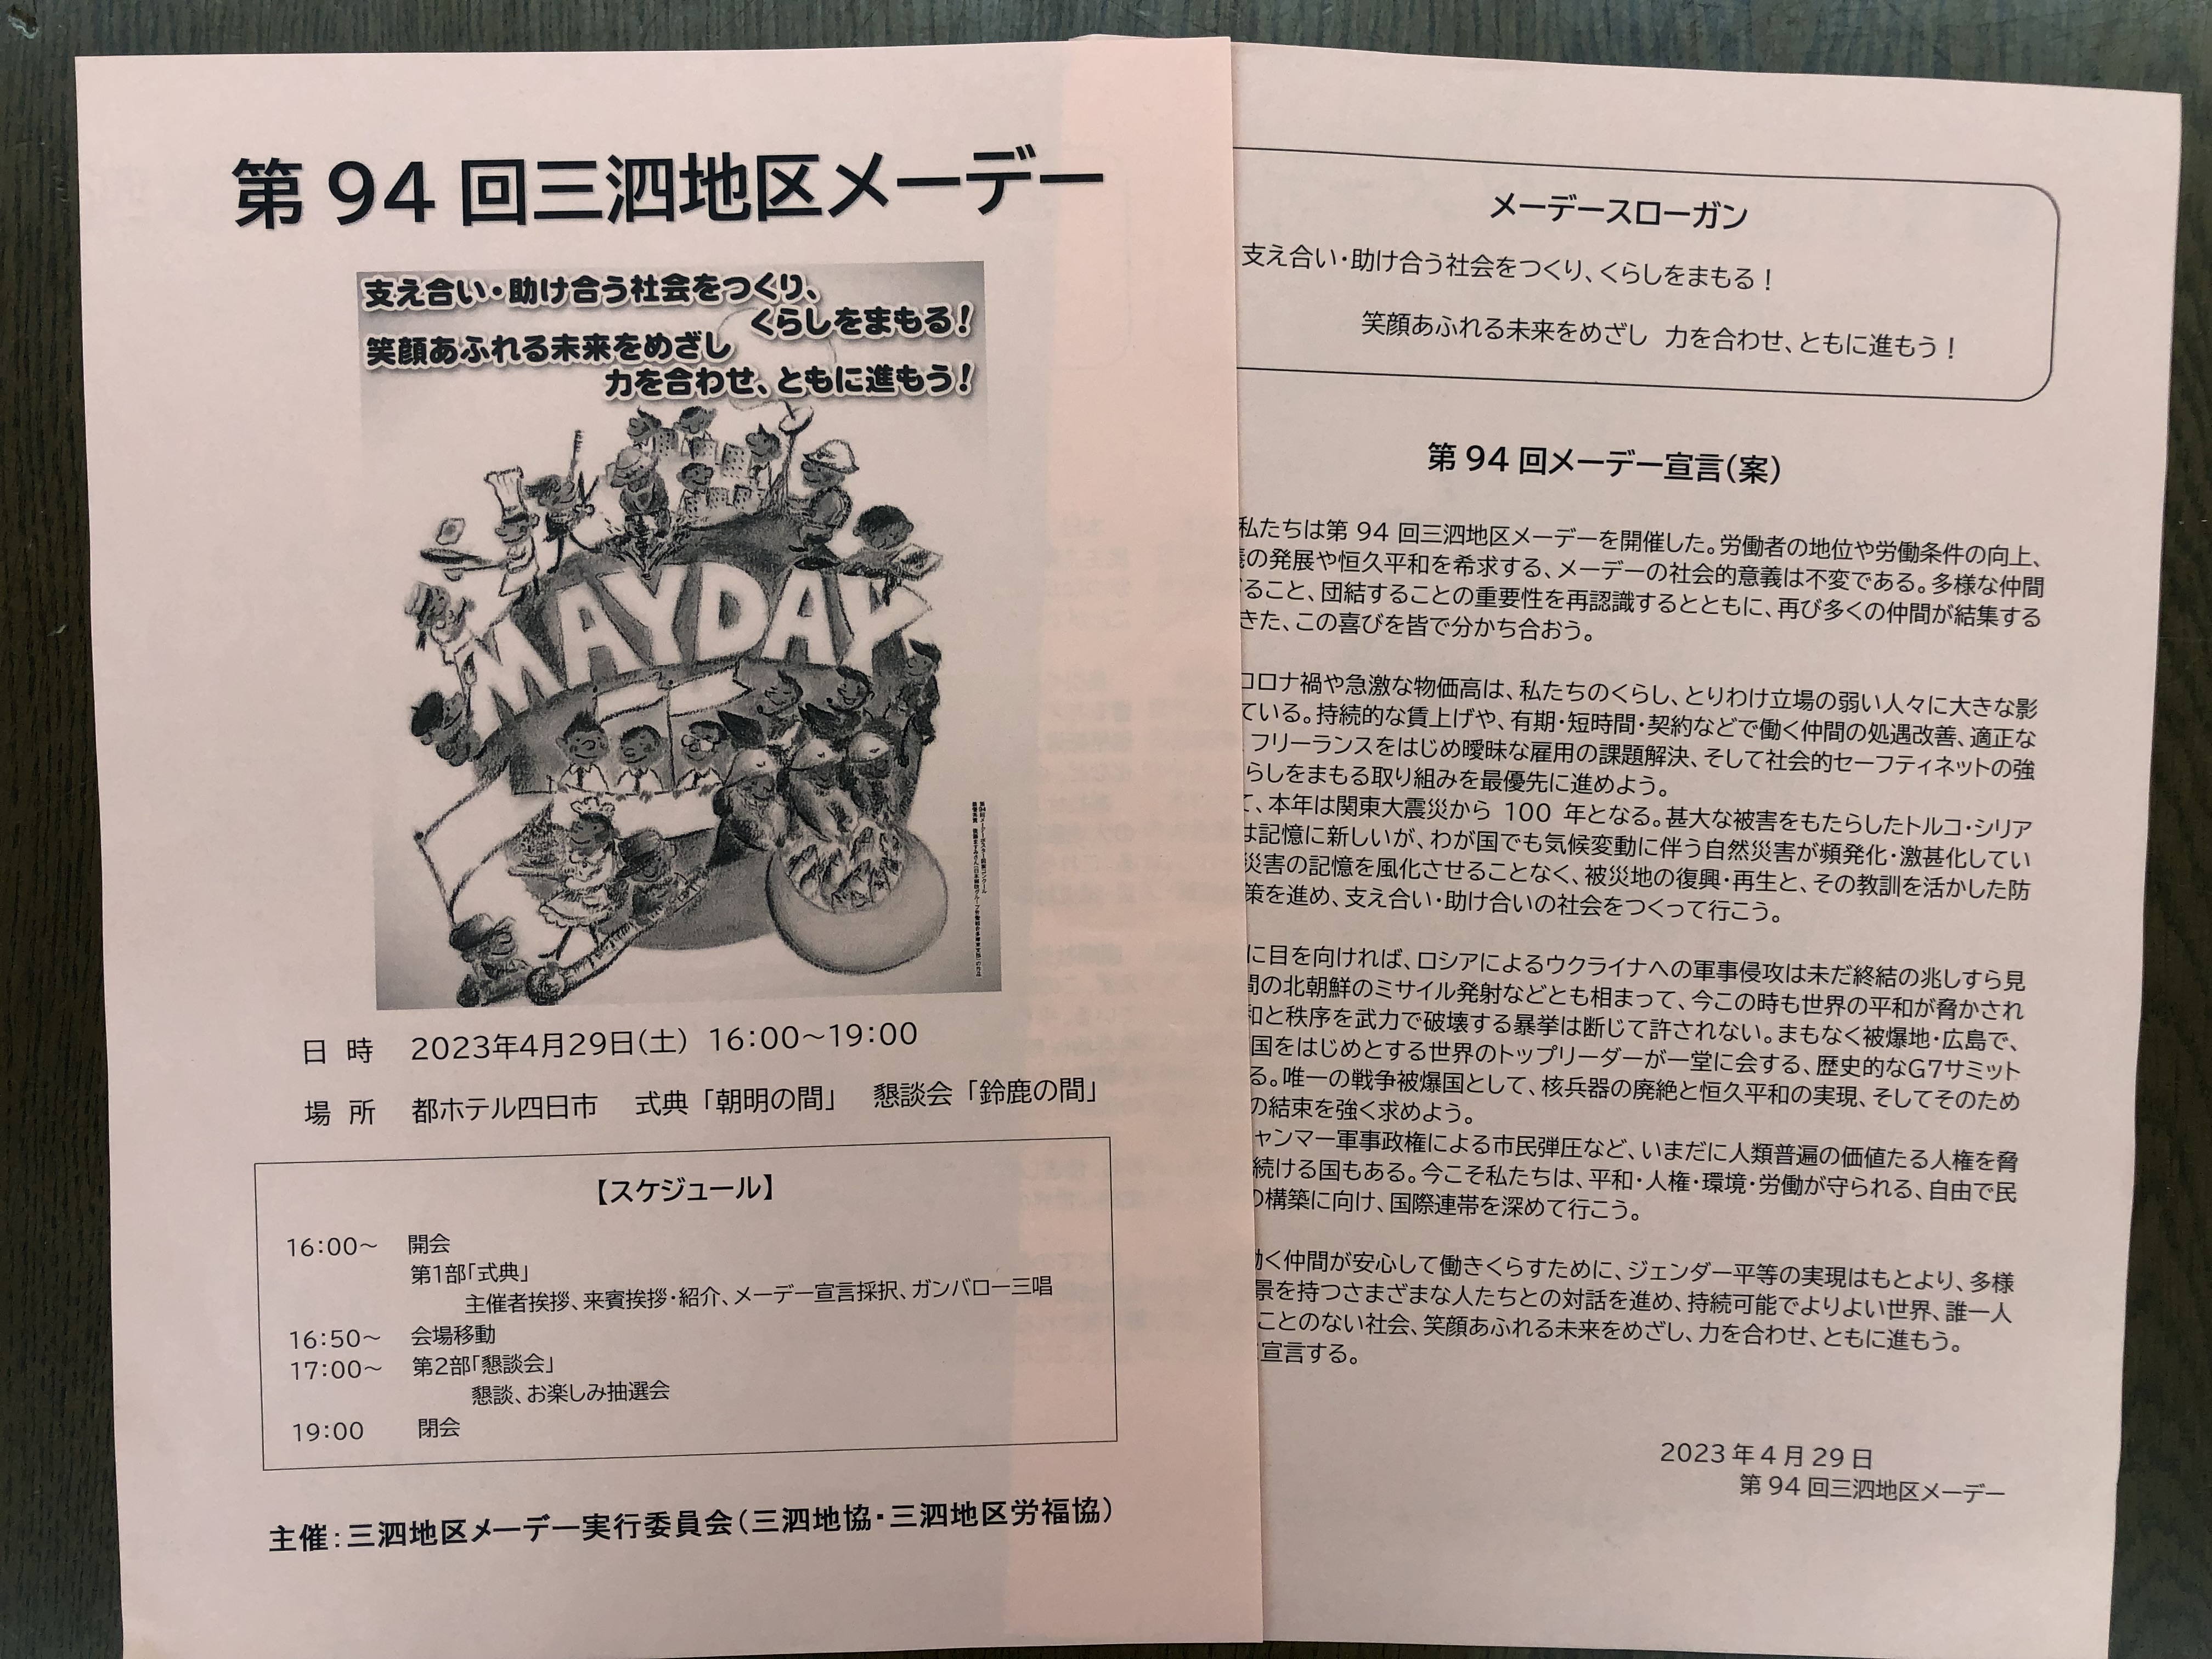 第94回三泗地区メーデー
支え合い・助け合う社会をつくり、
くらしをまもる!
笑顔あふれる未来をめざし
力を合わせ、ともに進もう!
MAYDAY
日 時 2023年4月29日(土) 16:00~19:00
場 所 都ホテル四日市 式典「朝明の間」 懇談会「鈴鹿の間」
【スケジュール】
16:00~ 開会
第1部「式典」
主催者挨拶、来賓挨拶・紹介、メーデー宣言採択、ガンバロー三唱
16:50~ 会場移動
17:00~ 第2部「懇談会」
懇談、お楽しみ抽選会
19:00 閉会
主催:三泗地区メーデー実行委員会(三泗地協・三泗地区労福協)
メーデースローガン
支え合い・助け合う社会をつくり、くらしをまもる!
笑顔あふれる未来をめざし 力を合わせ、ともに進もう!
第94回メーデー宣言(案)
私たちは第 94 回三泗地区メーデーを開催した。労働者の地位や労働条件の向上、
の発展や恒久平和を希求する、メーデーの社会的意義は不変である。多様な仲間
ること、団結することの重要性を再認識するとともに、再び多くの仲間が結集する
きた、この喜びを皆で分かち合おう。
コロナ禍や急激な物価高は、私たちのくらし、とりわけ立場の弱い人々に大きな影
ている。持続的な賃上げや、有期・短時間・契約などで働く仲間の処遇改善、適正な
フリーランスをはじめ曖昧な雇用の課題解決、そして社会的セーフティネットの強
らしをまもる取り組みを最優先に進めよう。
て、本年は関東大震災から 100 年となる。甚大な被害をもたらしたトルコ・シリア
は記憶に新しいが、わが国でも気候変動に伴う自然災害が頻発化・激甚化してい
災害の記憶を風化させることなく、被災地の復興・再生と、その教訓を活かした防
策を進め、支え合い・助け合いの社会をつくって行こう。
に目を向ければ、ロシアによるウクライナへの軍事侵攻は未だ終結の兆しすら見
間の北朝鮮のミサイル発射などとも相まって、今この時も世界の平和が脅かされ
和と秩序を武力で破壊する暴挙は断じて許されない。まもなく被爆地・広島で、
国をはじめとする世界のトップリーダーが一堂に会する、歴史的なG7サミット
る。唯一の戦争被爆国として、核兵器の廃絶と恒久平和の実現、そしてそのため
の結束を強く求めよう。
ャンマー軍事政権による市民弾圧など、いまだに人類普遍の価値たる人権を脅
続ける国もある。今こそ私たちは、平和・人権・環境・労働が守られる、自由で民
の構築に向け、国際連帯を深めて行こう。
働く仲間が安心して働きくらすために、ジェンダー平等の実現はもとより、多様
景を持つさまざまな人たちとの対話を進め、持続可能でよりよい世界、誰一人
ことのない社会、笑顔あふれる未来をめざし、力を合わせ、ともに進もう。
宣言する。
2023年4月29日
第94回三泗地区メーデー